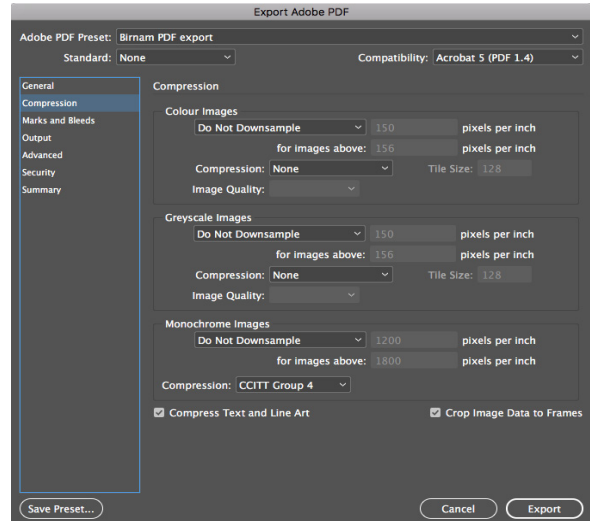 Export Adobe PDF
Adobe PDF Preset: Birnam PDF export
Standard: None Compatibility: Acrobat 5 (PDF 1.4)
General
Compression
Marks and Bleeds
Output
Advanced
Security
Summary
Compression
Colour Images
Do Not Downsample 150 pixels per inch
for images above: 156 pixels per inch
Compression: None Tile Size: 128
Image Quality:
Greyscale Images
Do Not Downsample 150 pixels per inch
for images above: 156 pixels per inch
Compression: None Tile Size: 128
Image Quality:
Monochrome Images
Do Not Downsample 1200 pixels per inch
for images above: 1800 pixels per inch
Compression: CCITT Group 4
Compress Text and Line Art Crop Image Data to Frames
Save Preset... Cancel Export